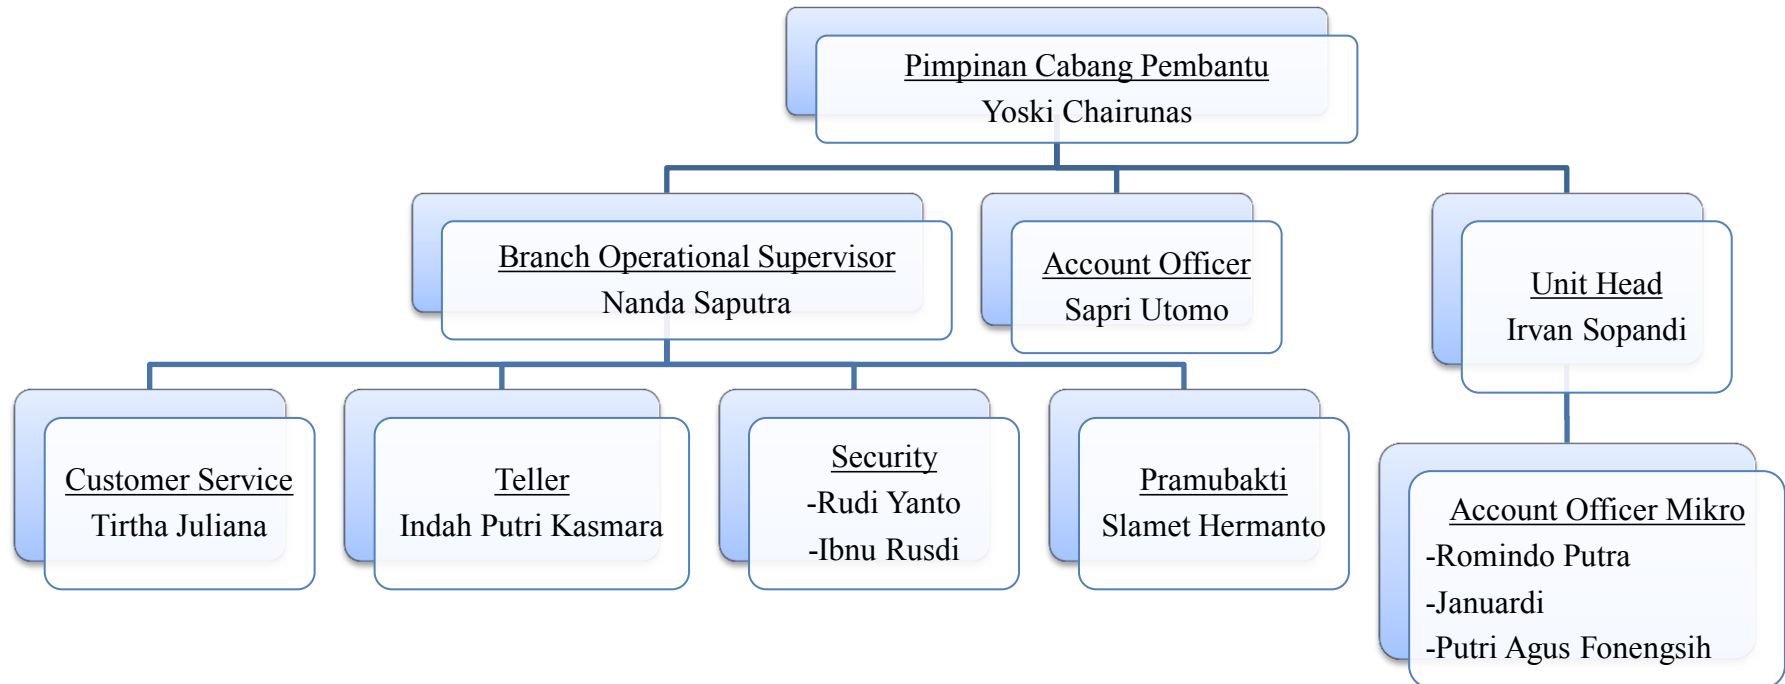 Pimpinan Cabang Pembantu
Yoski Chairunas
Branch Operational Supervisor
Nanda Saputra
Account Officer
Sapri Utomo
Unit Head
Irvan Sopandi
Customer Service
Tirtha Juliana
Teller
Indah Putri Kasmara
Security
-Rudi Yanto
-Ibnu Rusdi
Pramubakti
Slamet Hermanto
Account Officer Mikro
-Romindo Putra
-Januardi
-Putri Agus Fonengsih